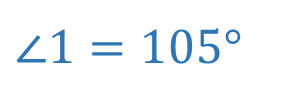 ∠1 = 105°